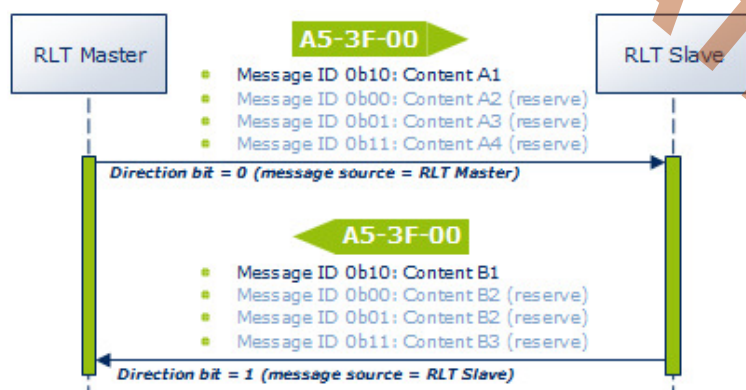 RLT Master
A5-3F-00
RLT Slave
Message ID 0b10: Content A1
Message ID 0b00: Content A2 (reserve)
Message ID 0b01: Content A3 (reserve)
Message ID 0b11: Content A4 (reserve)
Direction bit = 0 (message source = RLT Master)
A5-3F-00
Message ID 0b10: Content B1
Message ID 0b00: Content B2 (reserve)
Message ID 0b01: Content B2 (reserve)
Message ID 0b11: Content B3 (reserve)
Direction bit = 1 (message source = RLT Slave)